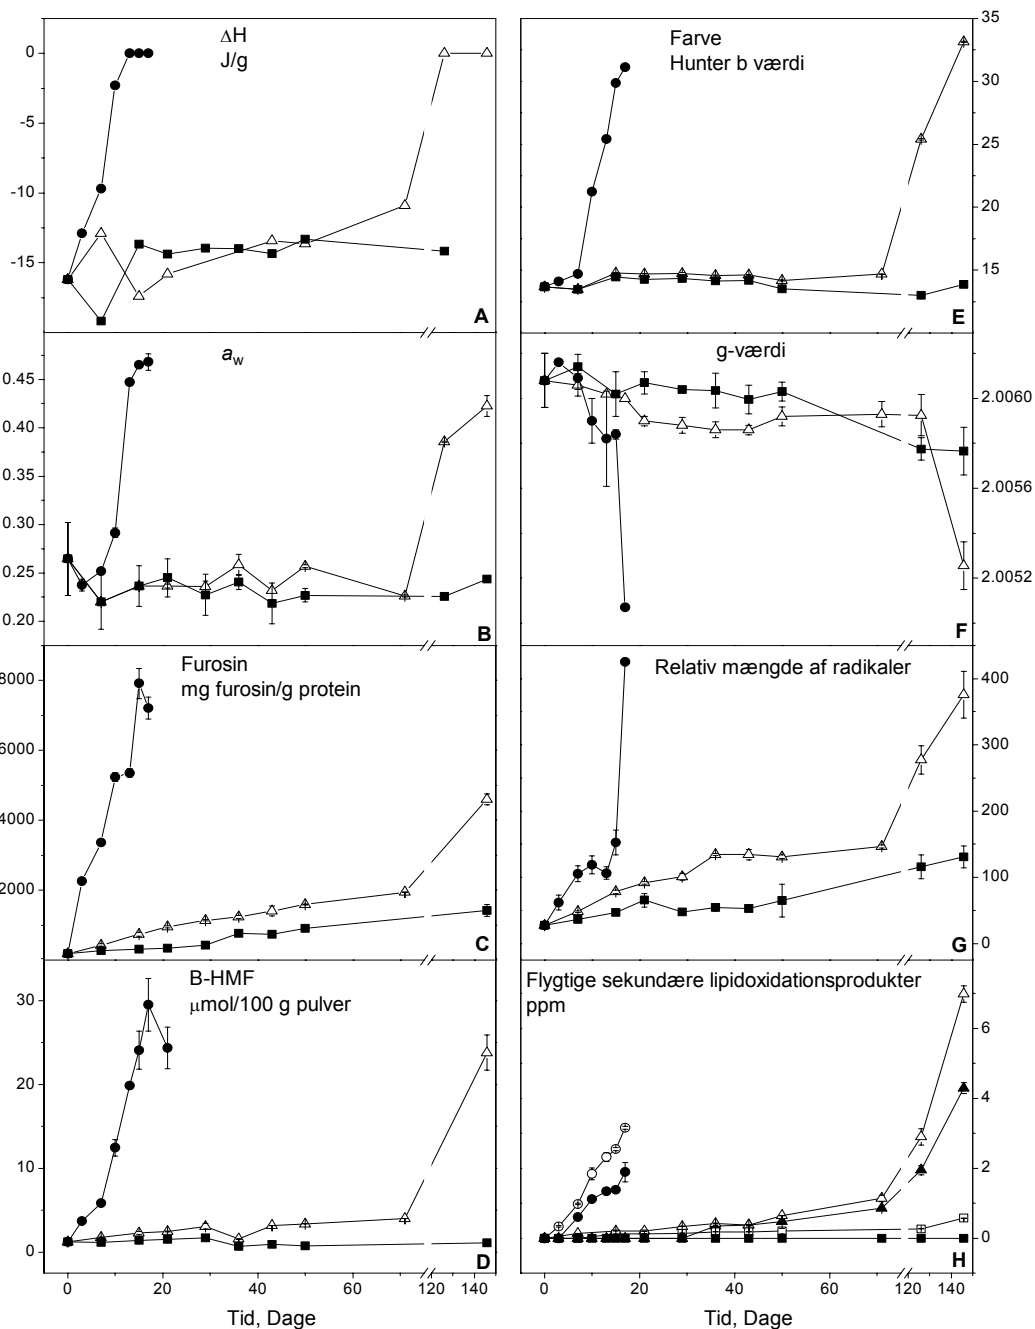 ΔH
J/g
0
-5
-10
-15
A
a_w
0.45
0.40
0.35
0.30
0.25
0.20
B
Furosin
mg furosin/g protein
8000
6000
4000
2000
0
C
B-HMF
μmol/100 g pulver
30
20
10
0
D
0
20
40
60
120
140
Tid, Dage
Farve
Hunter b værdi
35
30
25
20
15
10
E
g-værdi
2.0060
2.0056
2.0052
F
Relativ mængde af radikaler
400
300
200
100
0
G
Flygtige sekundære lipidoxidationsprodukter
ppm
6
4
2
0
H
0
20
40
60
80
120
140
Tid, Dage